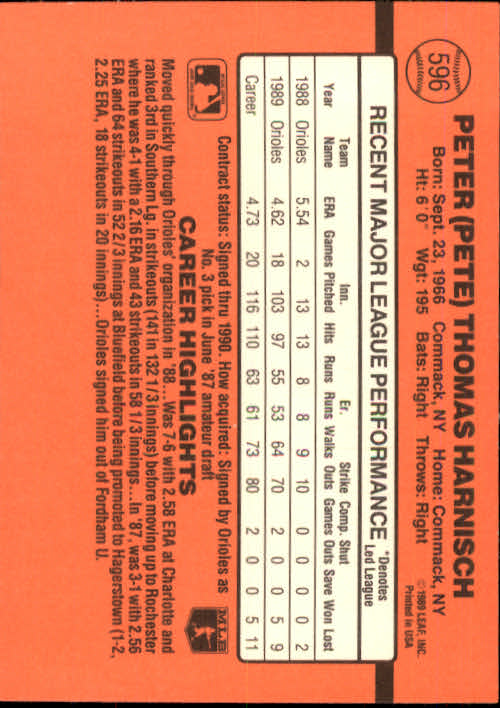 596
PETER (PETE) THOMAS HARNISCH
Born: Sept. 23, 1966 Commack, NY Home: Commack, NY
Ht: 6' 0" Wgt: 195 Bats: Right Throws: Right
©1989 LEAF, INC.
Printed in USA
RECENT MAJOR LEAGUE PERFORMANCE
*Denotes
Led League
Team Inn. Er. Strike Comp. Shut
Year Name ERA Games Pitched Hits Runs Runs Walks Outs Games Outs Save Won Lost
1988 Orioles 5.54 2 13 13 8 8 9 10 0 0 0 0 2
1989 Orioles 4.62 18 103 97 55 53 64 70 2 0 0 5 9
Career 4.73 20 116 110 63 61 73 80 2 0 0 5 11
Contract status: Signed thru 1990. How acquired: Signed by Orioles as
No. 3 pick in June '87 amateur draft
MLB
CAREER HIGHLIGHTS
Moved quickly through Orioles' organization in '88... Was 7-6 with 2.58 ERA at Charlotte and
ranked 3rd in Southern Lg. in strikeouts (141 in 132 1/3 innings) before moving up to Rochester
where he was 4-1 with a 2.16 ERA and 43 strikeouts in 58 1/3 innings... In '87, was 3-1 with 2.56
ERA and 64 strikeouts in 52 2/3 innings at Bluefield before being promoted to Hagerstown (1-2,
2.25 ERA, 18 strikeouts in 20 innings)... Orioles signed him out of Fordham U.